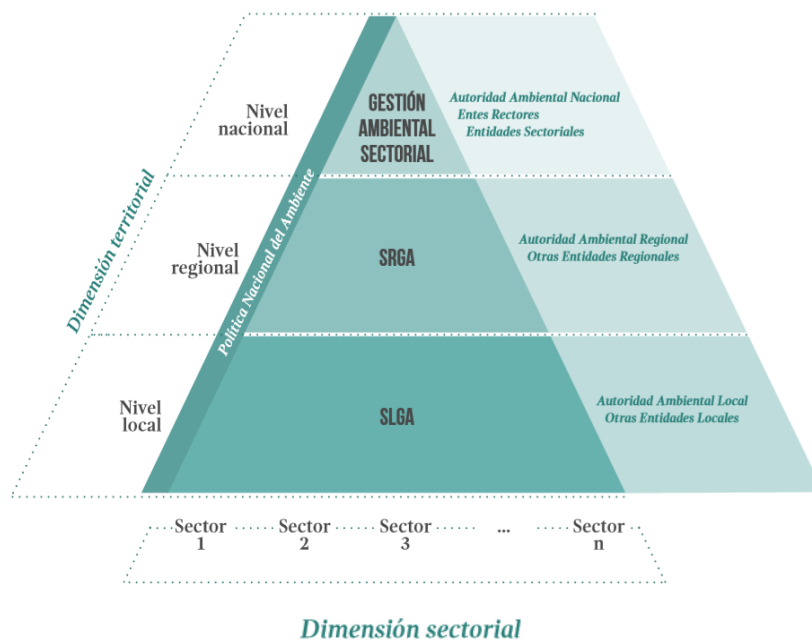 Nivel
nacional
GESTIÓN
AMBIENTAL
SECTORIAL
Autoridad Ambiental Nacional
Entes Rectores
Entidades Sectoriales
Dimensión territorial
Política Nacional del Ambiente
Nivel
regional
SRGA
Autoridad Ambiental Regional
Otras Entidades Regionales
Nivel
local
SLGA
Autoridad Ambiental Local
Otras Entidades Locales
Sector
1
Sector
2
Sector
3
...
Sector
n
Dimensión sectorial